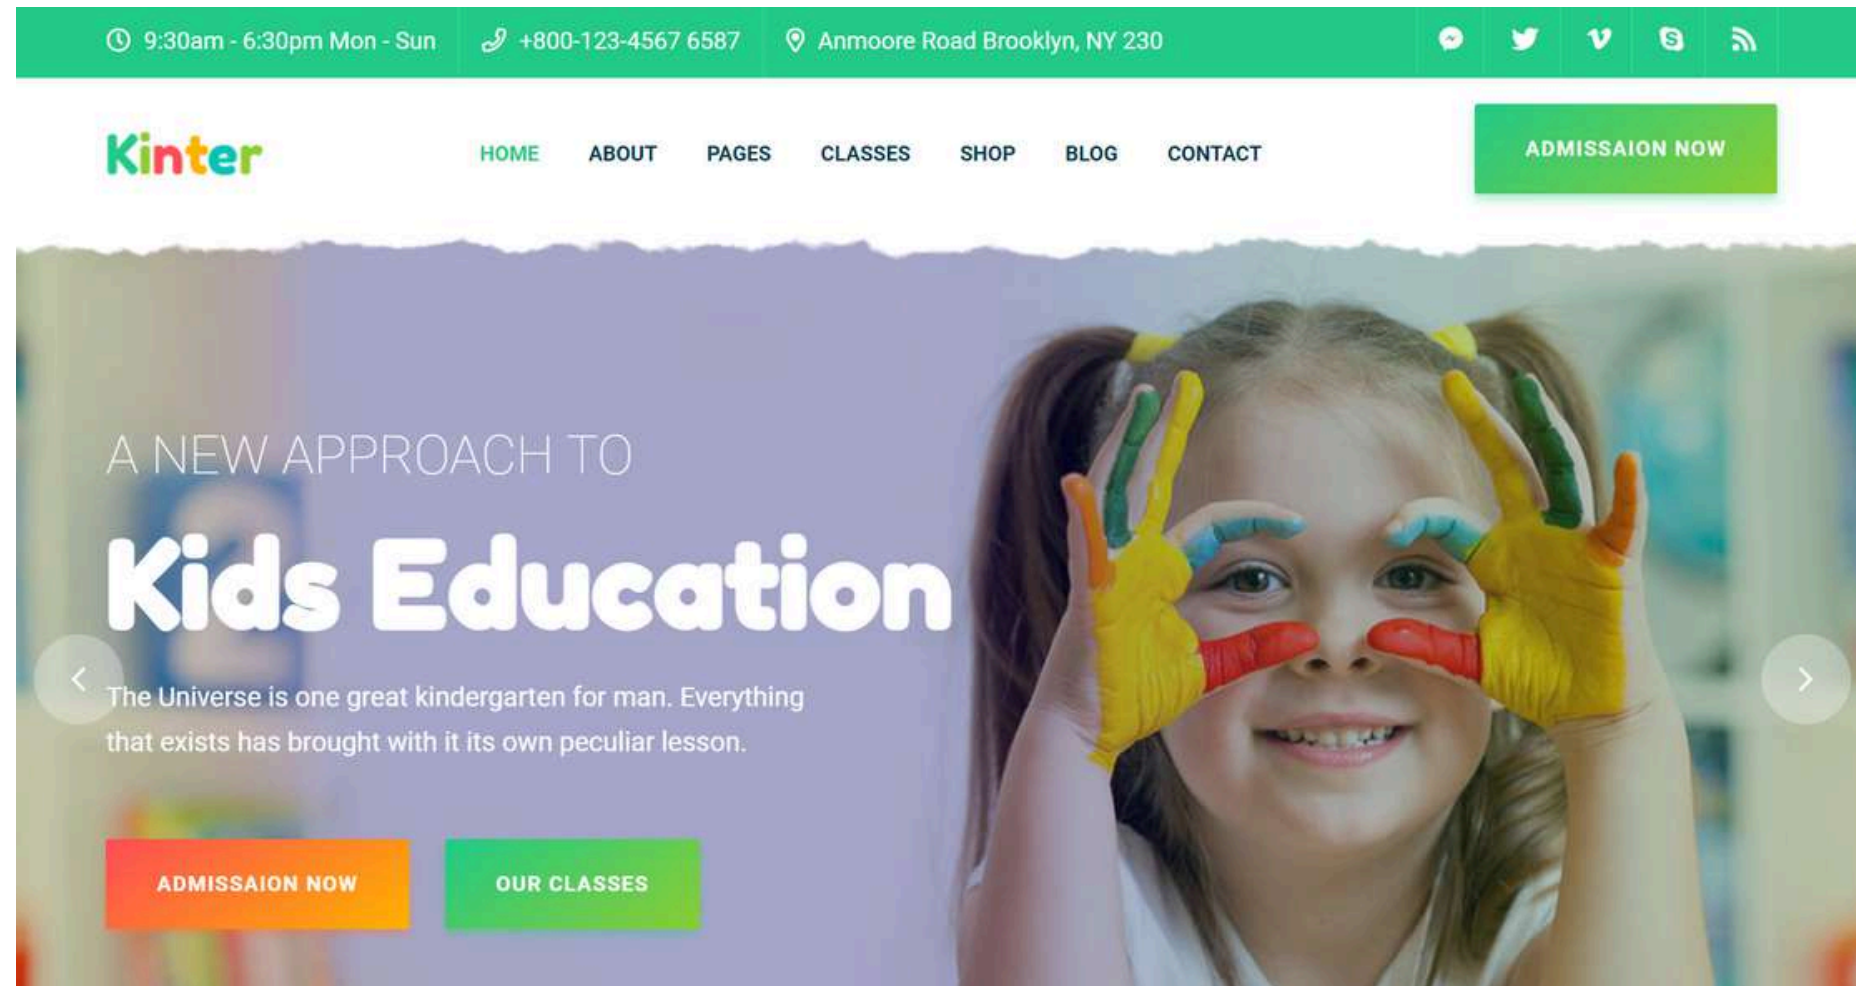 9:30am - 6:30pm Mon - Sun
+800-123-4567 6587
Anmoore Road Brooklyn, NY 230
Kinter
HOME ABOUT PAGES CLASSES SHOP BLOG CONTACT
ADMISSAION NOW
A NEW APPROACH TO
Kids Education
The Universe is one great kindergarten for man. Everything
that exists has brought with it its own peculiar lesson.
ADMISSAION NOW
OUR CLASSES